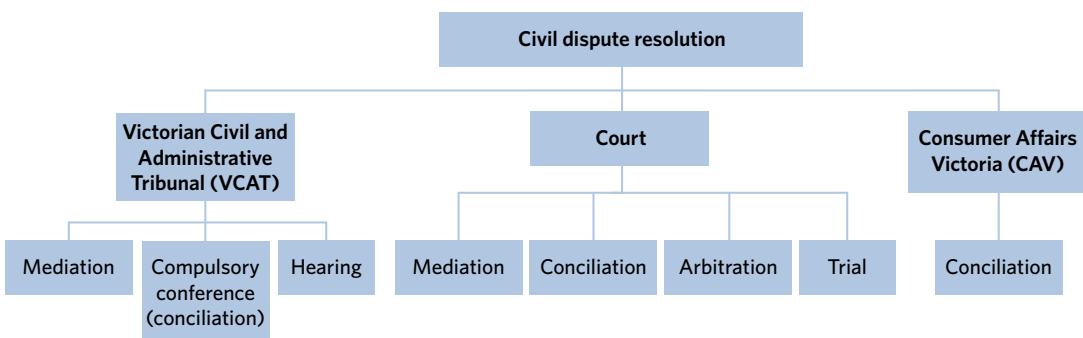 Civil dispute resolution
Victorian Civil and
Administrative
Tribunal (VCAT)
Court
Consumer Affairs
Victoria (CAV)
Mediation
Compulsory
conference
(conciliation)
Hearing
Mediation
Conciliation
Arbitration
Trial
Conciliation